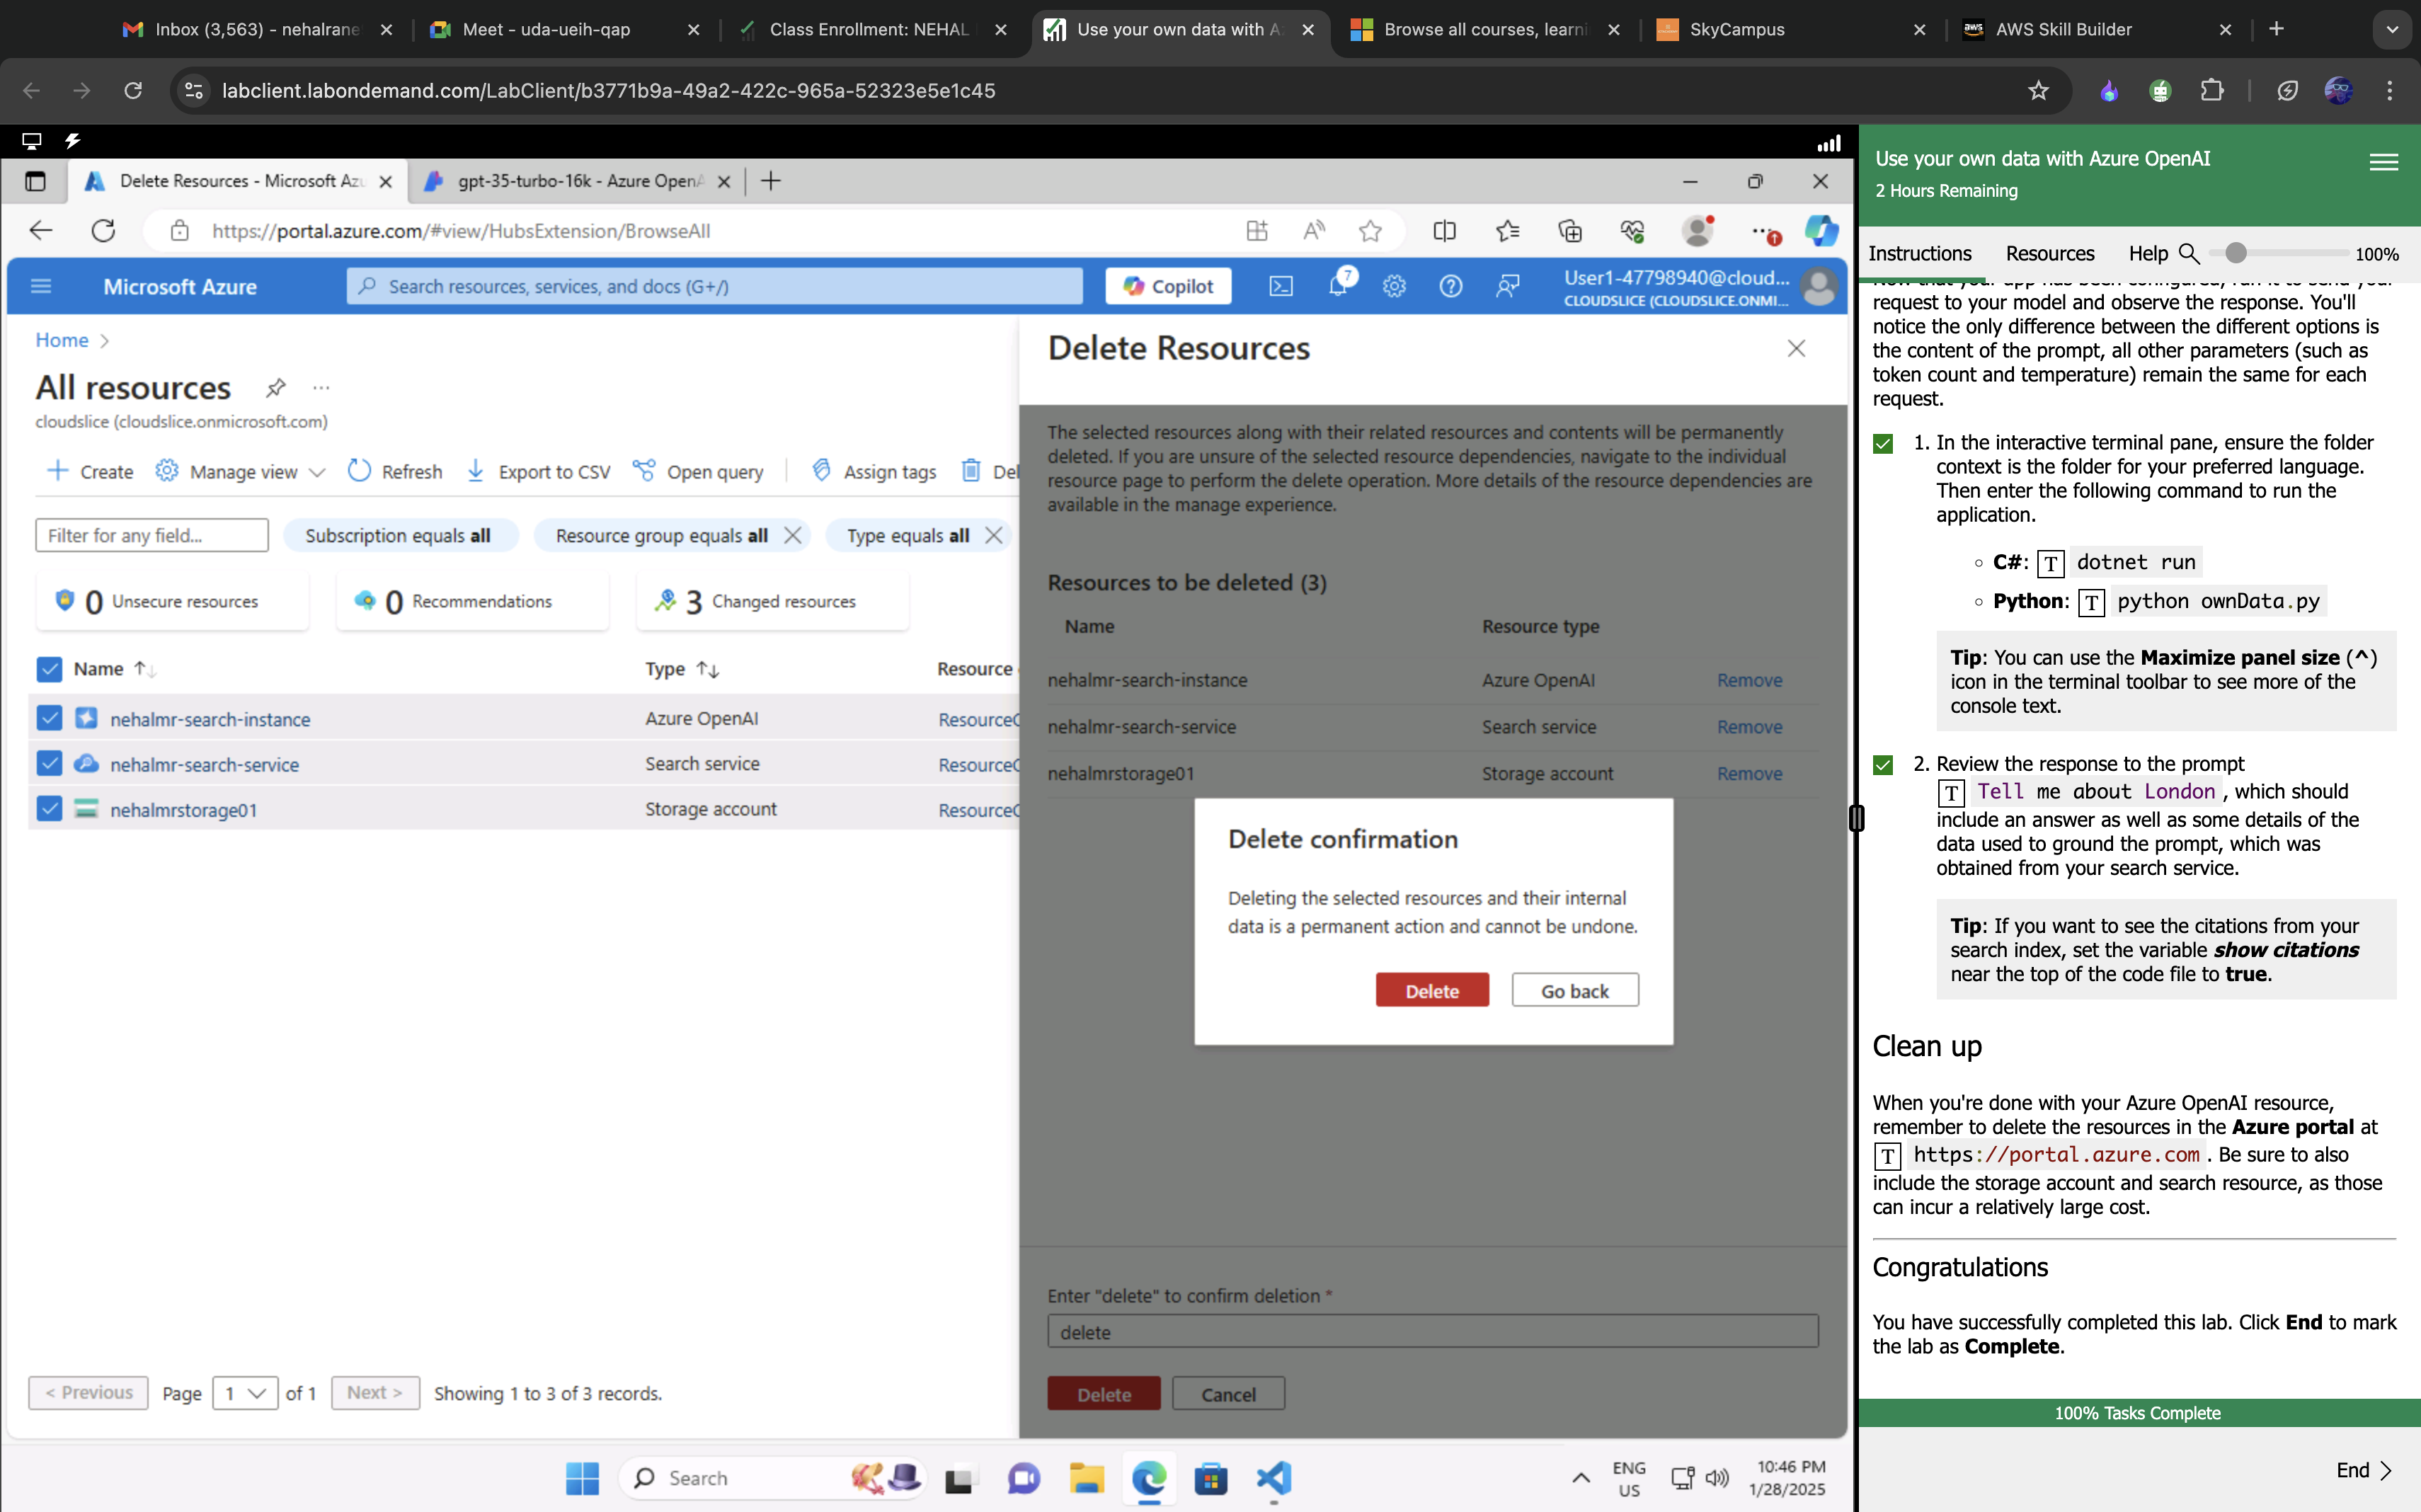 Inbox (3,563) - nehalrane
Meet - uda-ueih-qap
Class Enrollment: NEHAL
Use your own data with A
Browse all courses, learni
SkyCampus
aws
AWS Skill Builder
labclient.labondemand.com/LabClient/b3771b9a-49a2-422c-965a-52323e5e1c45
Delete Resources - Microsoft Azu
gpt-35-turbo-16k - Azure OpenA
https://portal.azure.com/#view/HubsExtension/BrowseAll
Microsoft Azure
Search resources, services, and docs (G+/)
Copilot
7
User1-47798940@cloud...
CLOUDSLICE (CLOUDSLICE.ONMI...
Home
All resources
cloudslice (cloudslice.onmicrosoft.com)
Create
Manage view
Refresh
Export to CSV
Open query
Assign tags
Del
Filter for any field...
Subscription equals all
Resource group equals all
Type equals all
0 Unsecure resources
0 Recommendations
3 Changed resources
Name
Type
Resource
nehalmr-search-instance
Azure OpenAI
nehalmr-search-service
Search service
nehalmrstorage01
Storage account
< Previous
Page
1
of 1
Next >
Showing 1 to 3 of 3 records.
Delete Resources
The selected resources along with their related resources and contents will be permanently
deleted. If you are unsure of the selected resource dependencies, navigate to the individual
resource page to perform the delete operation. More details of the resource dependencies are
available in the manage experience.
Resources to be deleted (3)
Name
Resource type
nehalmr-search-instance
Azure OpenAI
Remove
nehalmr-search-service
Search service
Remove
nehalmrstorage01
Storage account
Remove
Delete confirmation
Deleting the selected resources and their internal
data is a permanent action and cannot be undone.
Delete
Go back
Enter "delete" to confirm deletion *
delete
Delete
Cancel
Search
ENG
US
10:46 PM
1/28/2025
Use your own data with Azure OpenAI
2 Hours Remaining
Instructions
Resources
Help
100%
Now that your app has been configured, run it to send your
request to your model and observe the response. You'll
notice the only difference between the different options is
the content of the prompt, all other parameters (such as
token count and temperature) remain the same for each
request.
1. In the interactive terminal pane, ensure the folder
context is the folder for your preferred language.
Then enter the following command to run the
application.
C#: T dotnet run
Python: T python ownData.py
Tip: You can use the Maximize panel size (^)
icon in the terminal toolbar to see more of the
console text.
2. Review the response to the prompt
T Tell me about London, which should
include an answer as well as some details of the
data used to ground the prompt, which was
obtained from your search service.
Tip: If you want to see the citations from your
search index, set the variable show citations
near the top of the code file to true.
Clean up
When you're done with your Azure OpenAI resource,
remember to delete the resources in the Azure portal at
T https://portal.azure.com. Be sure to also
include the storage account and search resource, as those
can incur a relatively large cost.
Congratulations
You have successfully completed this lab. Click End to mark
the lab as Complete.
100% Tasks Complete
End